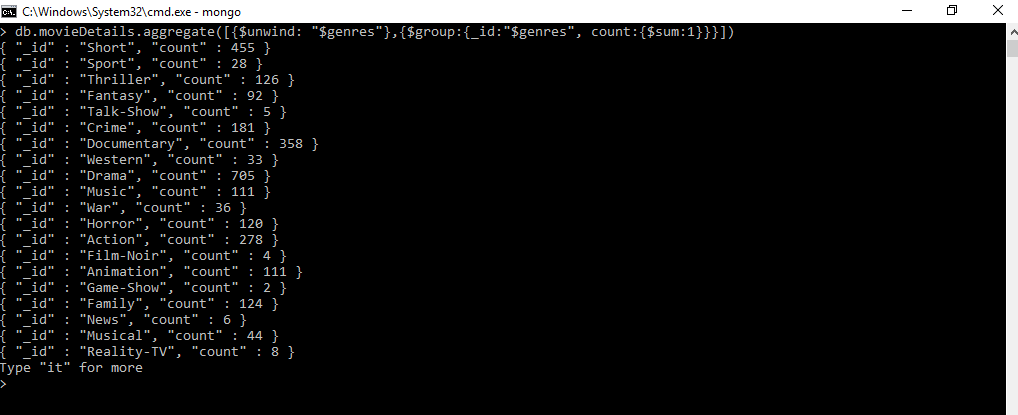 C:\Windows\System32\cmd.exe - mongo
> db.movieDetails.aggregate([{$unwind: "$genres"},{$group:{_id:"$genres", count:{$sum:1}}}])
{ "_id" : "Short", "count" : 455 }
{ "_id" : "Sport", "count" : 28 }
{ "_id" : "Thriller", "count" : 126 }
{ "_id" : "Fantasy", "count" : 92 }
{ "_id" : "Talk-Show", "count" : 5 }
{ "_id" : "Crime", "count" : 181 }
{ "_id" : "Documentary", "count" : 358 }
{ "_id" : "Western", "count" : 33 }
{ "_id" : "Drama", "count" : 705 }
{ "_id" : "Music", "count" : 111 }
{ "_id" : "War", "count" : 36 }
{ "_id" : "Horror", "count" : 120 }
{ "_id" : "Action", "count" : 278 }
{ "_id" : "Film-Noir", "count" : 4 }
{ "_id" : "Animation", "count" : 111 }
{ "_id" : "Game-Show", "count" : 2 }
{ "_id" : "Family", "count" : 124 }
{ "_id" : "News", "count" : 6 }
{ "_id" : "Musical", "count" : 44 }
{ "_id" : "Reality-TV", "count" : 8 }
Type "it" for more
>